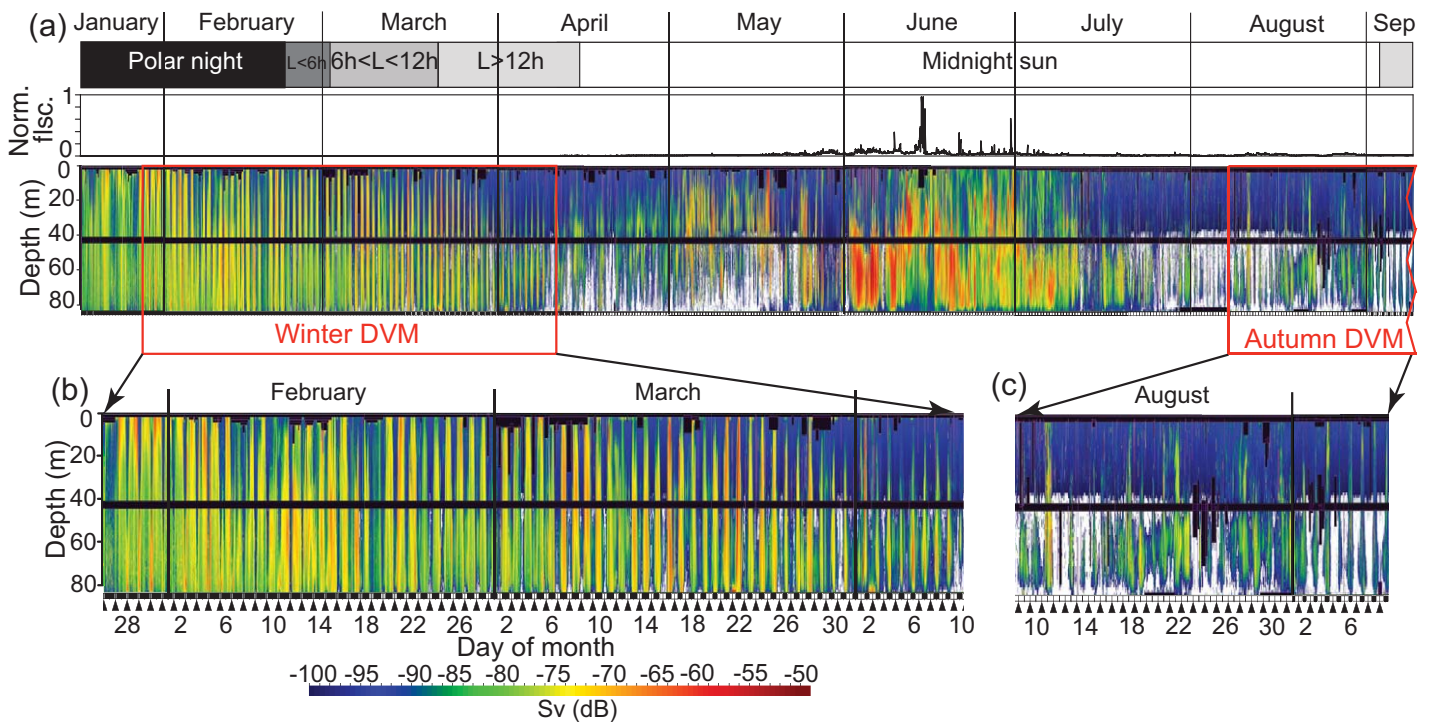 (a)
January February March April May June July August Sep
Polar night L<6h 6h<L<12h L>12h Midnight sun
Norm. flsc.
1
0
Depth (m)
0
20
40
60
80
Winter DVM
Autumn DVM
(b)
February March
Depth (m)
0
20
40
60
80
28 2 6 10 14 18 22 26 2 6 10 14 18 22 26 30 2 6 10
Day of month
(c)
August
10 14 18 22 26 30 2 6
-100 -95 -90 -85 -80 -75 -70 -65 -60 -55 -50
Sv (dB)